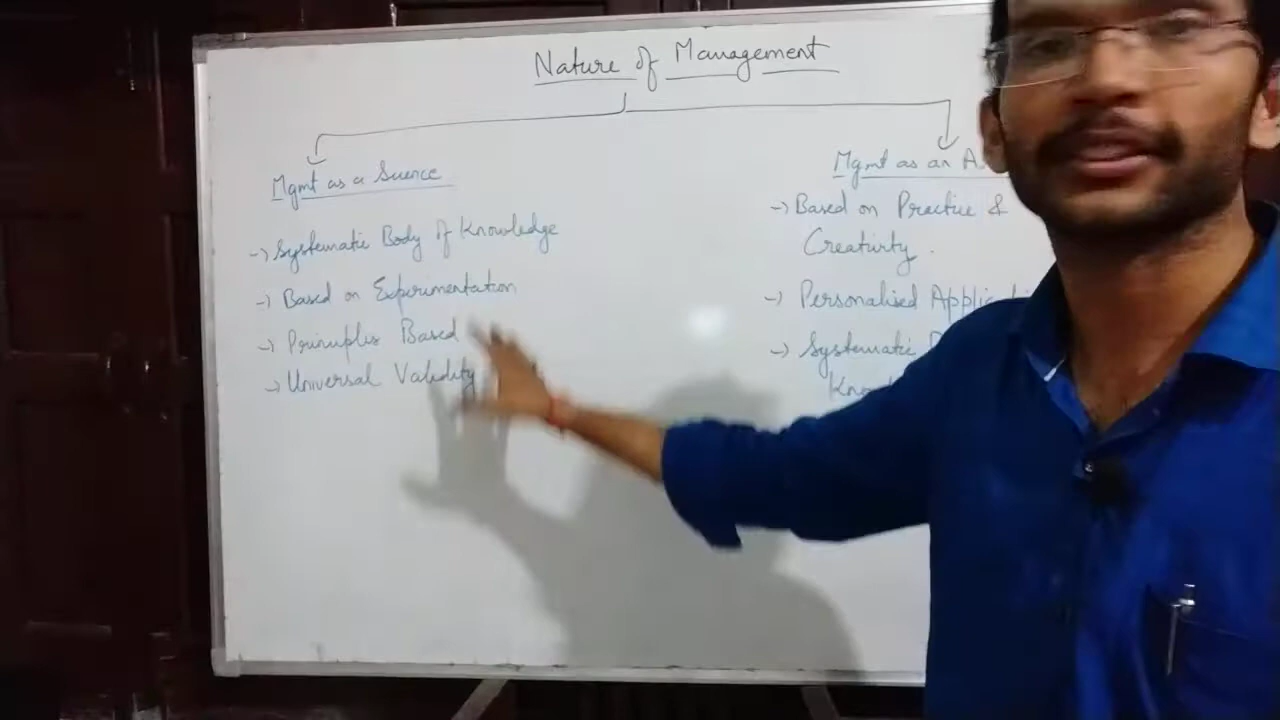 Nature of Management
Mgmt as a Science
-> Systematic Body of Knowledge
-> Based on Experimentation
-> Principles Based
-> Universal Validity
Mgmt as an
-> Based on Practice &
Creativity.
-> Personalised
-> Systematic